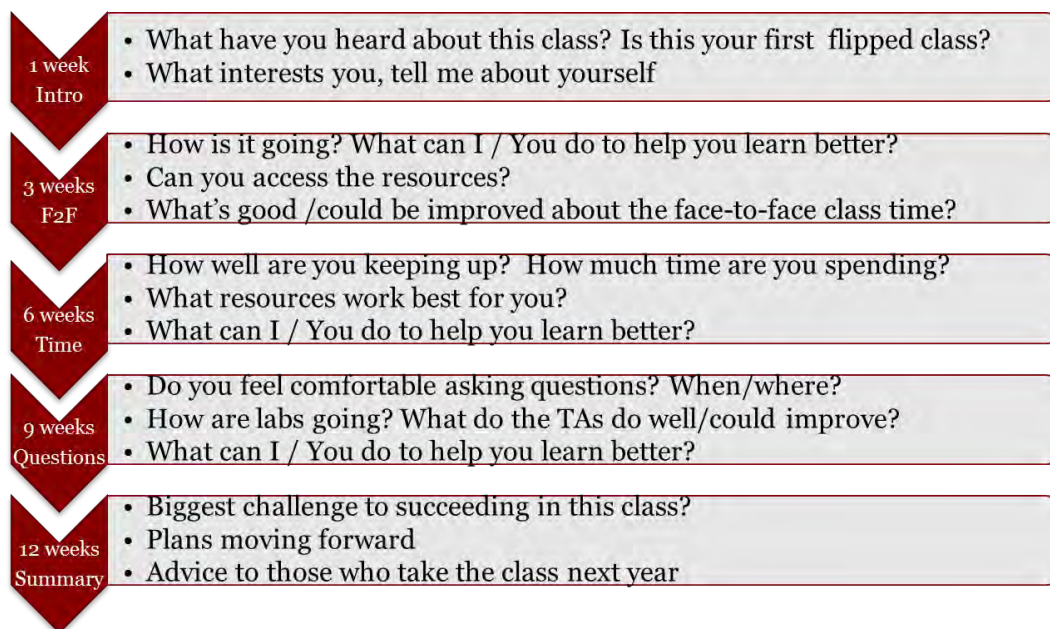 1 week
Intro
• What have you heard about this class? Is this your first flipped class?
• What interests you, tell me about yourself
3 weeks
F2F
• How is it going? What can I / You do to help you learn better?
• Can you access the resources?
• What's good /could be improved about the face-to-face class time?
6 weeks
Time
• How well are you keeping up? How much time are you spending?
• What resources work best for you?
• What can I / You do to help you learn better?
9 weeks
Questions
• Do you feel comfortable asking questions? When/where?
• How are labs going? What do the TAs do well/could improve?
• What can I / You do to help you learn better?
12 weeks
Summary
• Biggest challenge to succeeding in this class?
• Plans moving forward
• Advice to those who take the class next year